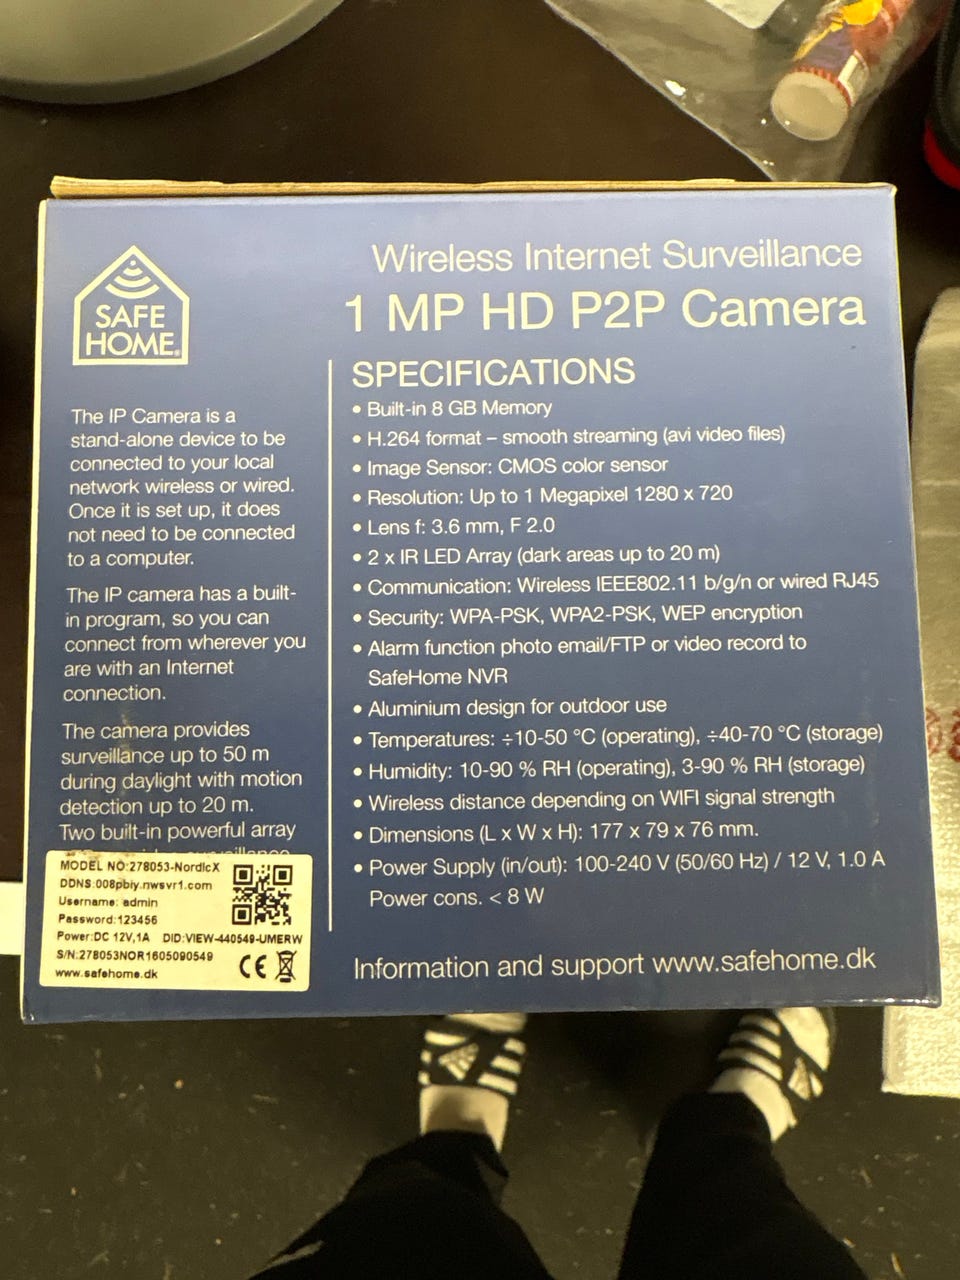 SAFE
HOME®
Wireless Internet Surveillance
1 MP HD P2P Camera
The IP Camera is a
stand-alone device to be
connected to your local
network wireless or wired.
Once it is set up, it does
not need to be connected
to a computer.
The IP camera has a built-
in program, so you can
connect from wherever you
are with an Internet
connection.
The camera provides
surveillance up to 50 m
during daylight with motion
detection up to 20 m.
Two built-in powerful array
surveillance
MODEL NO:278053-NordicX
DDNS:008pbiy.nwsvr1.com
Username: admin
Password:123456
Power:DC 12V,1A DID:VIEW-440549-UMERW
S/N:278053NOR1605090549
www.safehome.dk
CE
SPECIFICATIONS
• Built-in 8 GB Memory
• H.264 format – smooth streaming (avi video files)
• Image Sensor: CMOS color sensor
• Resolution: Up to 1 Megapixel 1280 x 720
• Lens f: 3.6 mm, F 2.0
• 2 x IR LED Array (dark areas up to 20 m)
• Communication: Wireless IEEE802.11 b/g/n or wired RJ45
• Security: WPA-PSK, WPA2-PSK, WEP encryption
• Alarm function photo email/FTP or video record to
SafeHome NVR
• Aluminium design for outdoor use
• Temperatures: ÷10-50 °C (operating), ÷40-70 °C (storage)
• Humidity: 10-90 % RH (operating), 3-90 % RH (storage)
• Wireless distance depending on WIFI signal strength
• Dimensions (L x W x H): 177 x 79 x 76 mm.
• Power Supply (in/out): 100-240 V (50/60 Hz) / 12 V, 1.0 A
Power cons. < 8 W
Information and support www.safehome.dk